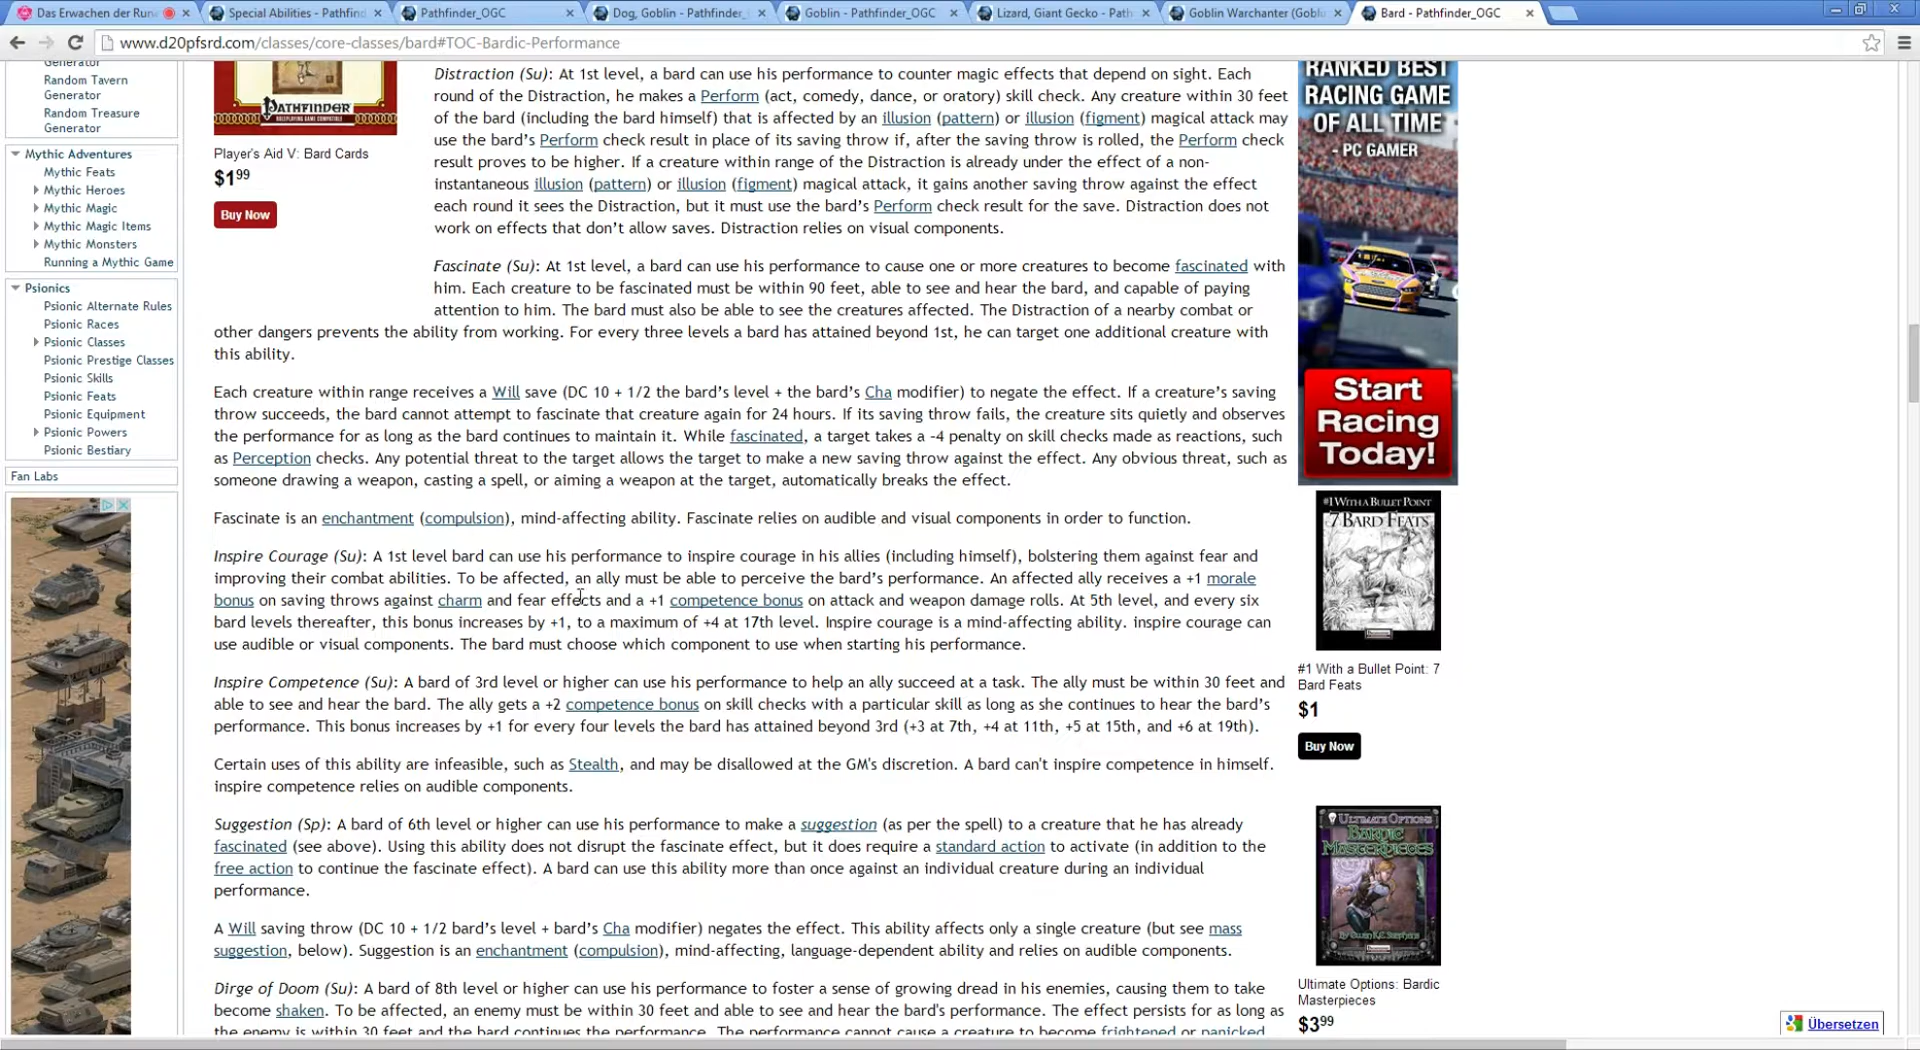 Das Erwachen der Rune
Special Abilities - Pathfind
Pathfinder_OGC
Dog, Goblin - Pathfinder_
Goblin - Pathfinder_OGC
Lizard, Giant Gecko - Path
Goblin Warchanter (Gobl
Bard - Pathfinder_OGC
www.d20pfsrd.com/classes/core-classes/bard#TOC-Bardic-Performance
Generator
Random Tavern
Generator
Random Treasure
Generator
Mythic Adventures
Mythic Feats
Mythic Heroes
Mythic Magic
Mythic Magic Items
Mythic Monsters
Running a Mythic Game
Psionics
Psionic Alternate Rules
Psionic Races
Psionic Classes
Psionic Prestige Classes
Psionic Skills
Psionic Feats
Psionic Equipment
Psionic Powers
Psionic Bestiary
Fan Labs
PATHFINDER
ROLEPLAYING GAME COMPATIBLE
Player's Aid V: Bard Cards
$199
Buy Now
Distraction (Su): At 1st level, a bard can use his performance to counter magic effects that depend on sight. Each
round of the Distraction, he makes a Perform (act, comedy, dance, or oratory) skill check. Any creature within 30 feet
of the bard (including the bard himself) that is affected by an illusion (pattern) or illusion (figment) magical attack may
use the bard's Perform check result in place of its saving throw if, after the saving throw is rolled, the Perform check
result proves to be higher. If a creature within range of the Distraction is already under the effect of a non-
instantaneous illusion (pattern) or illusion (figment) magical attack, it gains another saving throw against the effect
each round it sees the Distraction, but it must use the bard's Perform check result for the save. Distraction does not
work on effects that don't allow saves. Distraction relies on visual components.
Fascinate (Su): At 1st level, a bard can use his performance to cause one or more creatures to become fascinated with
him. Each creature to be fascinated must be within 90 feet, able to see and hear the bard, and capable of paying
attention to him. The bard must also be able to see the creatures affected. The Distraction of a nearby combat or
other dangers prevents the ability from working. For every three levels a bard has attained beyond 1st, he can target one additional creature with
this ability.
Each creature within range receives a Will save (DC 10 + 1/2 the bard's level + the bard's Cha modifier) to negate the effect. If a creature's saving
throw succeeds, the bard cannot attempt to fascinate that creature again for 24 hours. If its saving throw fails, the creature sits quietly and observes
the performance for as long as the bard continues to maintain it. While fascinated, a target takes a -4 penalty on skill checks made as reactions, such
as Perception checks. Any potential threat to the target allows the target to make a new saving throw against the effect. Any obvious threat, such as
someone drawing a weapon, casting a spell, or aiming a weapon at the target, automatically breaks the effect.
Fascinate is an enchantment (compulsion), mind-affecting ability. Fascinate relies on audible and visual components in order to function.
Inspire Courage (Su): A 1st level bard can use his performance to inspire courage in his allies (including himself), bolstering them against fear and
improving their combat abilities. To be affected, an ally must be able to perceive the bard's performance. An affected ally receives a +1 morale
bonus on saving throws against charm and fear effects and a +1 competence bonus on attack and weapon damage rolls. At 5th level, and every six
bard levels thereafter, this bonus increases by +1, to a maximum of +4 at 17th level. Inspire courage is a mind-affecting ability. inspire courage can
use audible or visual components. The bard must choose which component to use when starting his performance.
Inspire Competence (Su): A bard of 3rd level or higher can use his performance to help an ally succeed at a task. The ally must be within 30 feet and
able to see and hear the bard. The ally gets a +2 competence bonus on skill checks with a particular skill as long as she continues to hear the bard's
performance. This bonus increases by +1 for every four levels the bard has attained beyond 3rd (+3 at 7th, +4 at 11th, +5 at 15th, and +6 at 19th).
Certain uses of this ability are infeasible, such as Stealth, and may be disallowed at the GM's discretion. A bard can't inspire competence in himself.
inspire competence relies on audible components.
Suggestion (Sp): A bard of 6th level or higher can use his performance to make a suggestion (as per the spell) to a creature that he has already
fascinated (see above). Using this ability does not disrupt the fascinate effect, but it does require a standard action to activate (in addition to the
free action to continue the fascinate effect). A bard can use this ability more than once against an individual creature during an individual
performance.
A Will saving throw (DC 10 + 1/2 bard's level + bard's Cha modifier) negates the effect. This ability affects only a single creature (but see mass
suggestion, below). Suggestion is an enchantment (compulsion), mind-affecting, language-dependent ability and relies on audible components.
Dirge of Doom (Su): A bard of 8th level or higher can use his performance to foster a sense of growing dread in his enemies, causing them to take
become shaken. To be affected, an enemy must be within 30 feet and able to see and hear the bard's performance. The effect persists for as long as
the enemy is within 30 feet and the bard continues the performance. The performance cannot cause a creature to become frightened or panicked
RANKED BEST
RACING GAME
OF ALL TIME
- PC GAMER
Start
Racing
Today!
#1 WITH A BULLET POINT
7 BARD FEATS
#1 With a Bullet Point: 7
Bard Feats
$1
Buy Now
ULTIMATE OPTIONS:
BARDIC
MASTERPIECES
By Owen K.C. Stephens
Ultimate Options: Bardic
Masterpieces
$399
Übersetzen